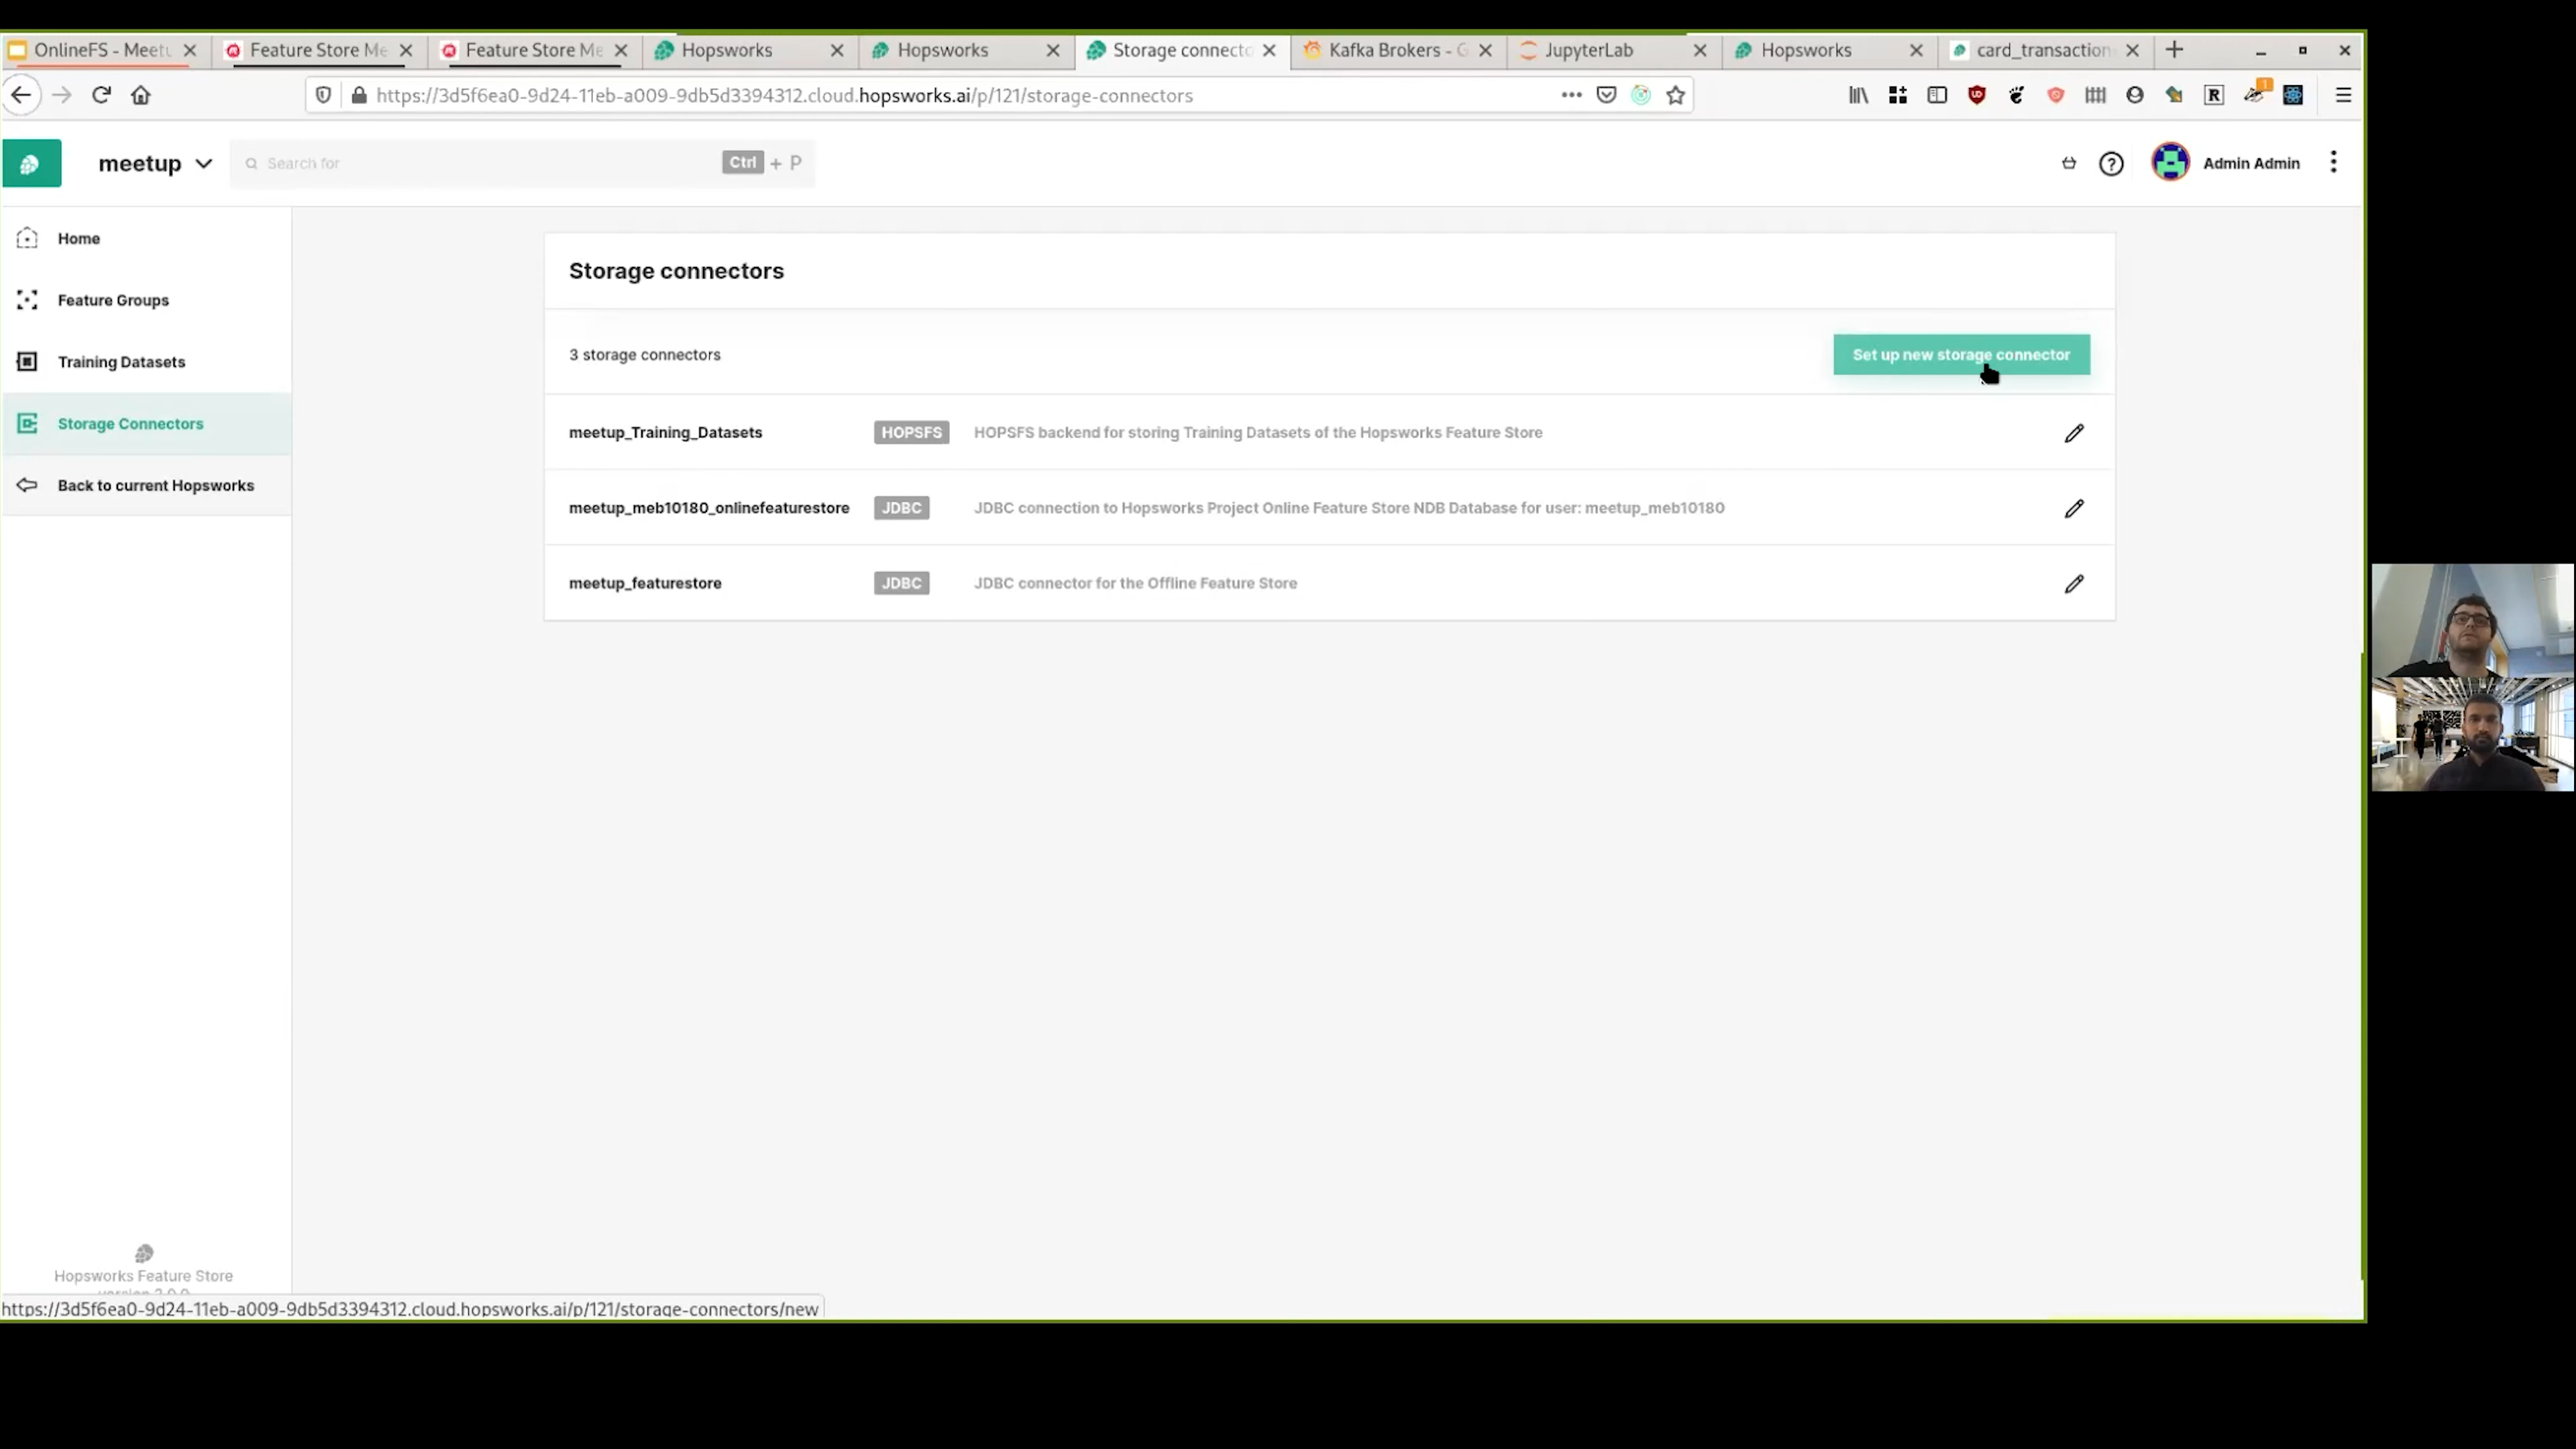 OnlineFS - Meetu
Feature Store Me
Feature Store Me
Hopsworks
Hopsworks
Storage connecto
Kafka Brokers - G
JupyterLab
Hopsworks
card_transaction
https://3d5f6ea0-9d24-11eb-a009-9db5d3394312.cloud.hopsworks.ai/p/121/storage-connectors
meetup
Search for
Ctrl + P
Admin Admin
Home
Feature Groups
Training Datasets
Storage Connectors
Back to current Hopsworks
Storage connectors
3 storage connectors
Set up new storage connector
meetup_Training_Datasets HOPSFS HOPSFS backend for storing Training Datasets of the Hopsworks Feature Store
meetup_meb10180_onlinefeaturestore JDBC JDBC connection to Hopsworks Project Online Feature Store NDB Database for user: meetup_meb10180
meetup_featurestore JDBC JDBC connector for the Offline Feature Store
Hopsworks Feature Store
https://3d5f6ea0-9d24-11eb-a009-9db5d3394312.cloud.hopsworks.ai/p/121/storage-connectors/new